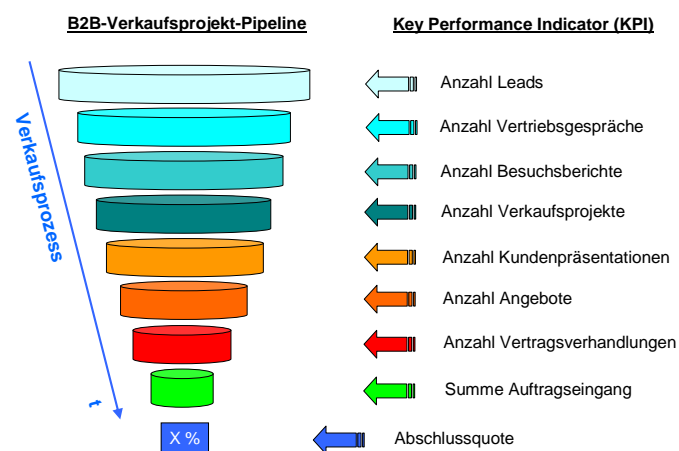 B2B-Verkaufsprojekt-Pipeline
Key Performance Indicator (KPI)
Verkaufsprozess
t
Anzahl Leads
Anzahl Vertriebsgespräche
Anzahl Besuchsberichte
Anzahl Verkaufsprojekte
Anzahl Kundenpräsentationen
Anzahl Angebote
Anzahl Vertragsverhandlungen
Summe Auftragseingang
X %
Abschlussquote